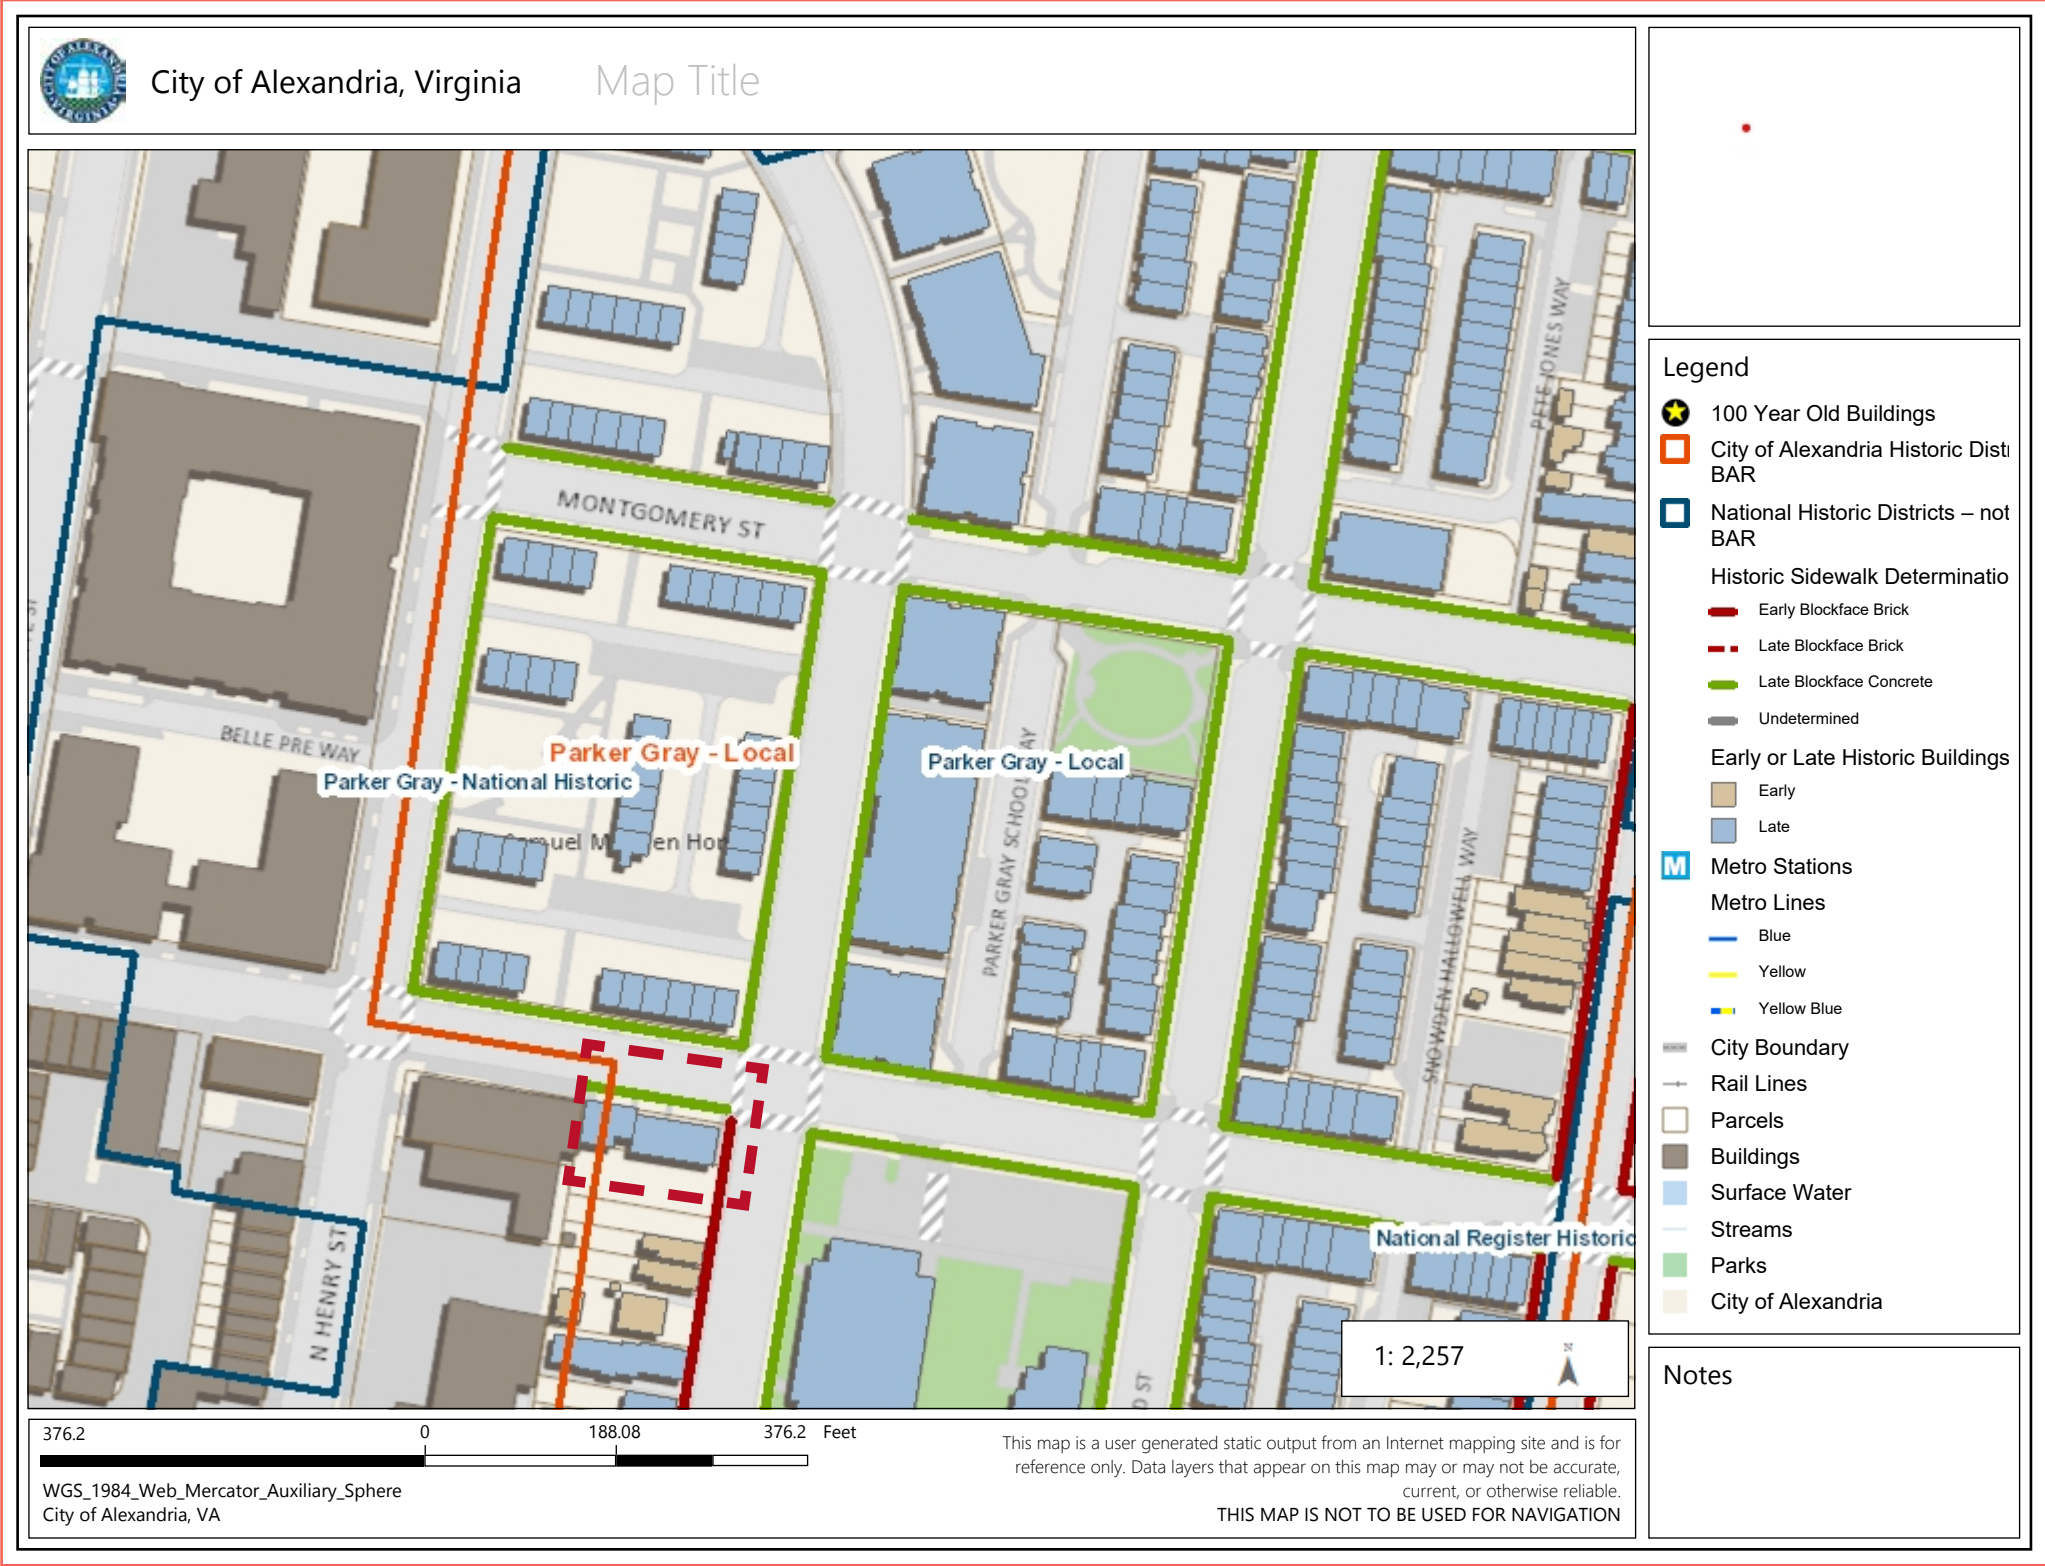 City of Alexandria, Virginia
Map Title
MONTGOMERY ST
PETE JONES WAY
BELLE PRE WAY
Parker Gray - Local
Parker Gray - National Historic
Parker Gray - Local
PARKER GRAY SCHOOL WAY
SNOWDEN HALLOWELL WAY
National Register Historic
N HENRY ST
D ST
1: 2,257
N
Legend
100 Year Old Buildings
City of Alexandria Historic Distr
BAR
National Historic Districts – not
BAR
Historic Sidewalk Determinatio
Early Blockface Brick
Late Blockface Brick
Late Blockface Concrete
Undetermined
Early or Late Historic Buildings
Early
Late
M Metro Stations
Metro Lines
Blue
Yellow
Yellow Blue
City Boundary
Rail Lines
Parcels
Buildings
Surface Water
Streams
Parks
City of Alexandria
Notes
376.2 0 188.08 376.2 Feet
WGS_1984_Web_Mercator_Auxiliary_Sphere
City of Alexandria, VA
This map is a user generated static output from an Internet mapping site and is for
reference only. Data layers that appear on this map may or may not be accurate,
current, or otherwise reliable.
THIS MAP IS NOT TO BE USED FOR NAVIGATION